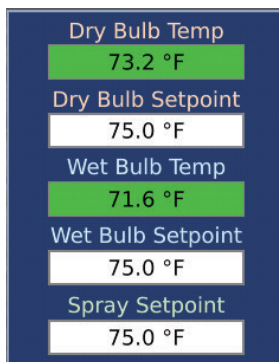 Dry Bulb Temp
73.2 °F
Dry Bulb Setpoint
75.0 °F
Wet Bulb Temp
71.6 °F
Wet Bulb Setpoint
75.0 °F
Spray Setpoint
75.0 °F